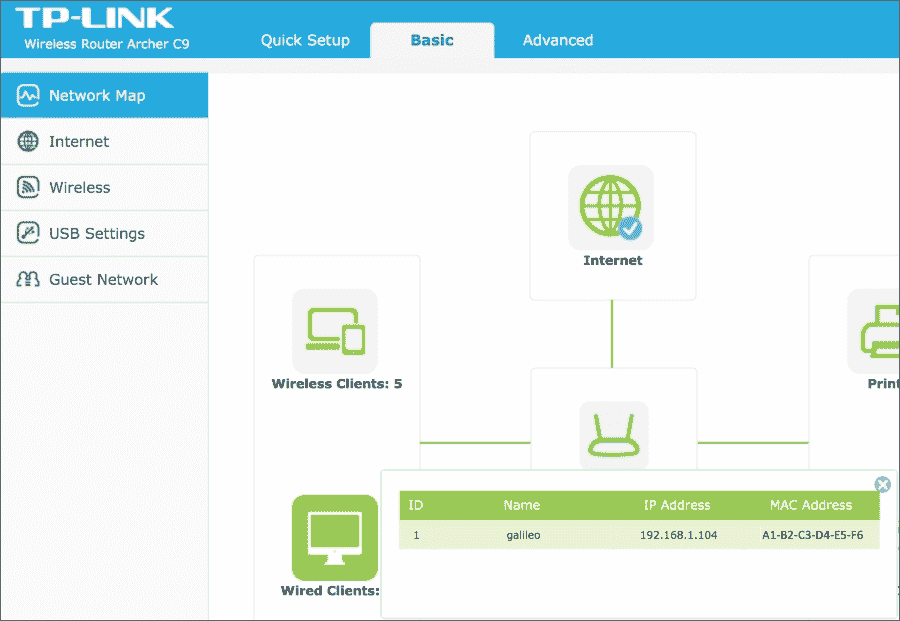 TP-LINK
Wireless Router Archer C9
Quick Setup
Basic
Advanced
Network Map
Internet
Wireless
USB Settings
Guest Network
Internet
Wireless Clients: 5
Wired Clients:
ID Name IP Address MAC Address
1 galileo 192.168.1.104 A1-B2-C3-D4-E5-F6